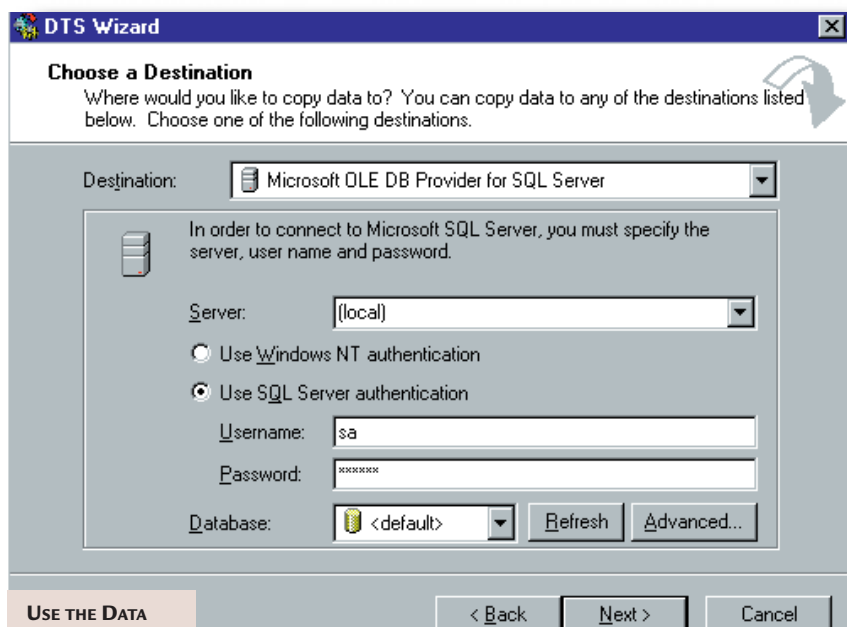 DTS Wizard
Choose a Destination
Where would you like to copy data to? You can copy data to any of the destinations listed
below. Choose one of the following destinations.
Destination: Microsoft OLE DB Provider for SQL Server
In order to connect to Microsoft SQL Server, you must specify the
server, user name and password.
Server: (local)
Use Windows NT authentication
Use SQL Server authentication
Username: sa
Password: ******
Database: <default> Refresh Advanced...
USE THE DATA
< Back Next > Cancel